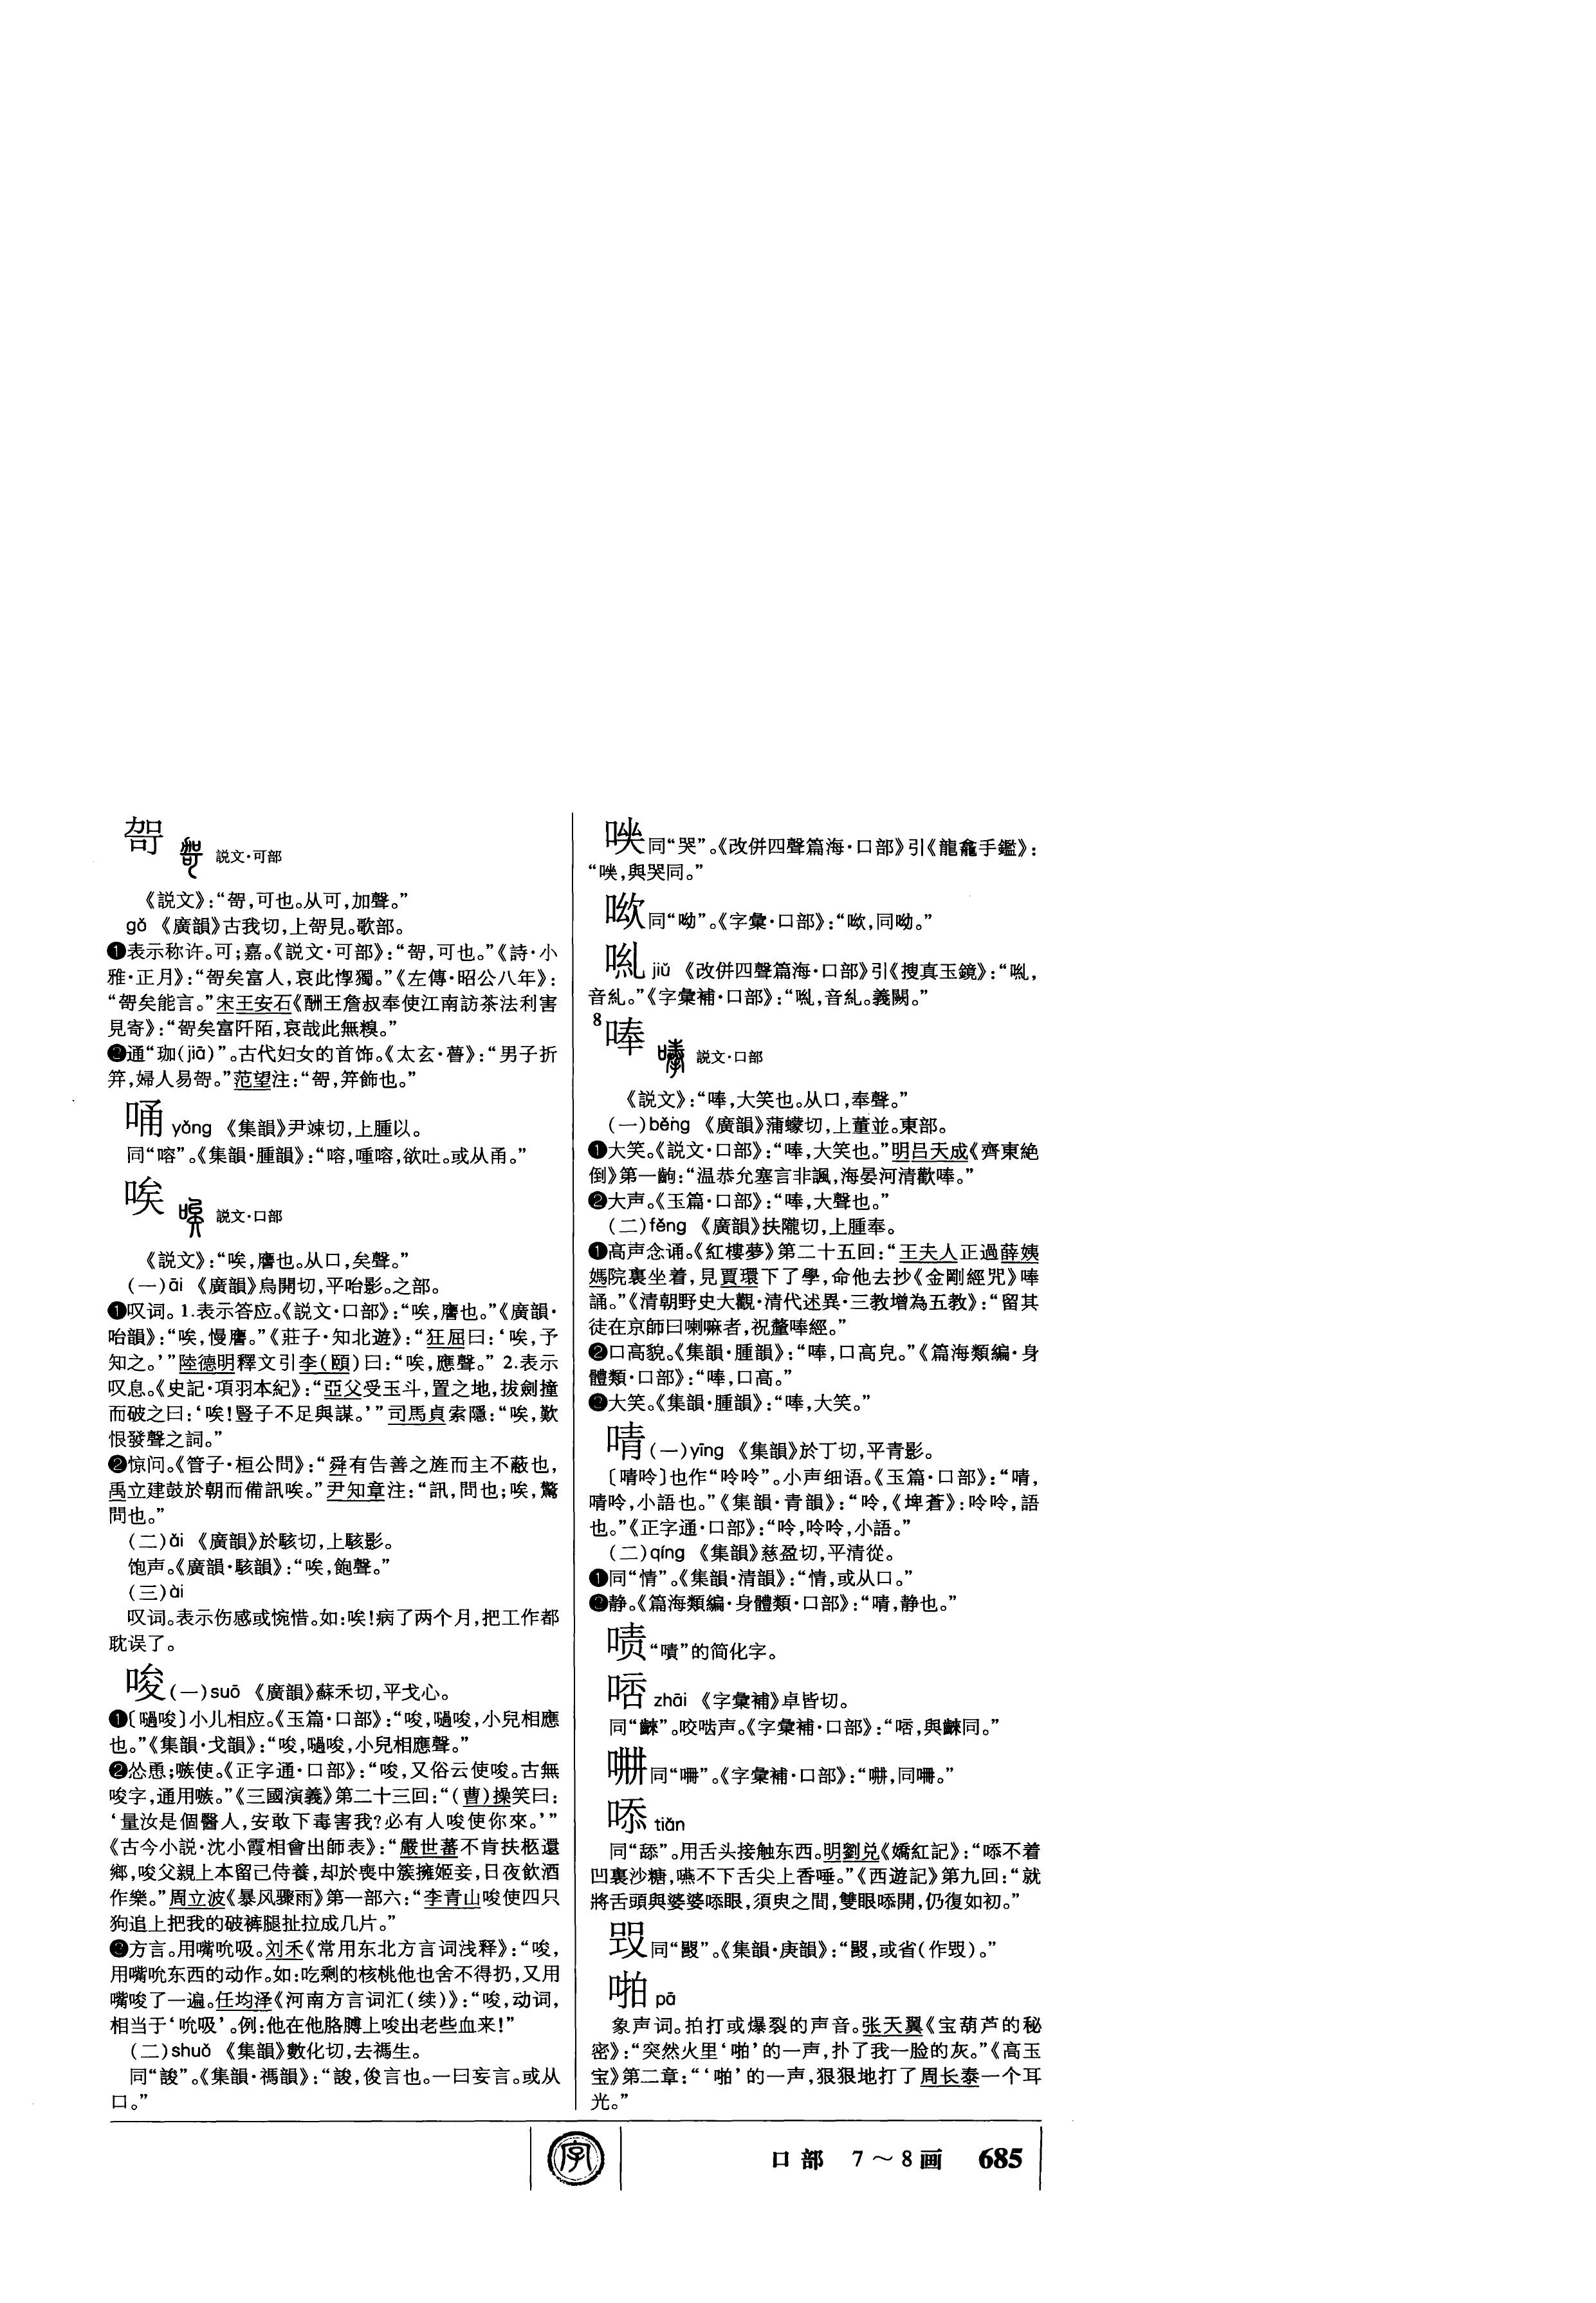 哿 説文·可部
《説文》：“哿，可也。从可，加聲。”
gǒ 《廣韻》古我切，上哿見。歌部。
❶表示称许。可；嘉。《説文·可部》：“哿，可也。”《詩·小
雅·正月》：“哿矣富人，哀此惸獨。”《左傳·昭公八年》：
“哿矣能言。”宋王安石《酬王詹叔奉使江南訪茶法利害
見寄》：“哿矣富阡陌，哀哉此無糗。”
❷通“珈(jiā)”。古代妇女的首饰。《太玄·瞢》：“男子折
笄，婦人易哿。”范望注：“哿，笄飾也。”
唷 yǒng 《集韻》尹竦切，上腫以。
同“嗈”。《集韻·腫韻》：“嗈，喠嗈，欲吐。或从甬。”
唉 説文·口部
《説文》：“唉，譍也。从口，矣聲。”
(一)āi 《廣韻》烏開切，平咍影。之部。
❶叹词。1.表示答应。《説文·口部》：“唉，譍也。”《廣韻·
咍韻》：“唉，慢譍。”《莊子·知北遊》：“狂屈曰：‘唉，予
知之。’”陸德明釋文引李(頤)曰：“唉，應聲。” 2.表示
叹息。《史記·項羽本紀》：“亞父受玉斗，置之地，拔劍撞
而破之曰：‘唉！豎子不足與謀。’”司馬貞索隱：“唉，歎
恨發聲之詞。”
❷惊问。《管子·桓公問》：“舜有告善之旌而主不蔽也，
禹立建鼓於朝而備訊唉。”尹知章注：“訊，問也；唉，驚
問也。”
(二)ǎi 《廣韻》於駭切，上駭影。
饱声。《廣韻·駭韻》：“唉，飽聲。”
(三)ài
叹词。表示伤感或惋惜。如：唉！病了两个月，把工作都
耽误了。
唆(一)suō 《廣韻》蘇禾切，平戈心。
❶〔嗗唆〕小儿相应。《玉篇·口部》：“唆，嗗唆，小兒相應
也。”《集韻·戈韻》：“唆，嗗唆，小兒相應聲。”
❷怂恿；嗾使。《正字通·口部》：“唆，又俗云使唆。古無
唆字，通用嗾。”《三國演義》第二十三回：“(曹)操笑曰：
‘量汝是個醫人，安敢下毒害我？必有人唆使你來。’”
《古今小説·沈小霞相會出師表》：“嚴世蕃不肯扶柩還
鄉，唆父親上本留己侍養，却於喪中簇擁姬妾，日夜飲酒
作樂。”周立波《暴风骤雨》第一部六：“李青山唆使四只
狗追上把我的破裤腿扯拉成几片。”
❸方言。用嘴吮吸。刘禾《常用东北方言词浅释》：“唆，
用嘴吮东西的动作。如：吃剩的核桃他也舍不得扔，又用
嘴唆了一遍。任均泽《河南方言词汇(续)》：“唆，动词，
相当于‘吮吸’。例：他在他胳膊上唆出老些血来！”
(二)shuǒ 《集韻》數化切，去禡生。
同“誜”。《集韻·禡韻》：“誜，俊言也。一曰妄言。或从
口。”
同“哭”。《改併四聲篇海·口部》引《龍龕手鑑》：
“，與哭同。”
同“呦”。《字彙·口部》：“，同呦。”
jiǔ 《改併四聲篇海·口部》引《搜真玉鏡》：“，
音糺。”《字彙補·口部》：“，音糺。義闕。”
8
唪 説文·口部
《説文》：“唪，大笑也。从口，奉聲。”
(一)běng 《廣韻》蒲蠓切，上董並。東部。
❶大笑。《説文·口部》：“唪，大笑也。”明吕天成《齊東絶
倒》第一齣：“温恭允塞言非諷，海晏河清歡唪。”
❷大声。《玉篇·口部》：“唪，大聲也。”
(二)fěng 《廣韻》扶隴切，上腫奉。
❶高声念诵。《紅樓夢》第二十五回：“王夫人正過薛姨
媽院裏坐着，見賈環下了學，命他去抄《金剛經咒》唪
誦。”《清朝野史大觀·清代述異·三教增為五教》：“留其
徒在京師曰喇嘛者，祝釐唪經。”
❷口高貌。《集韻·腫韻》：“唪，口高皃。”《篇海類編·身
體類·口部》：“唪，口高。”
❸大笑。《集韻·腫韻》：“唪，大笑。”
啨(一)yīng 《集韻》於丁切，平青影。
〔啨呤〕也作“呤呤”。小声细语。《玉篇·口部》：“啨，
啨呤，小語也。”《集韻·青韻》：“呤，《埤蒼》：呤呤，語
也。”《正字通·口部》：“呤，呤呤，小語。”
(二)qíng 《集韻》慈盈切，平清從。
❶同“情”。《集韻·清韻》：“情，或从口。”
❷静。《篇海類編·身體類·口部》：“啨，静也。”
啧“嘖”的简化字。
zhāi 《字彙補》卓皆切。
同“齂”。咬啮声。《字彙補·口部》：“，與同。”
同“㗂”。《字彙補·口部》：“，同。”
㖭 tiǎn
同“舔”。用舌头接触东西。明劉兑《嬌紅記》：“㖭不着
凹裏沙糖，嚥不下舌尖上香唾。”《西遊記》第九回：“就
將舌頭與婆婆㖭眼，須臾之間，雙眼㖭開，仍復如初。”
同“㗲”。《集韻·庚韻》：“，或省(作)。”
啪 pā
象声词。拍打或爆裂的声音。张天翼《宝葫芦的秘
密》：“突然火里‘啪’的一声，扑了我一脸的灰。”《高玉
宝》第二章：“‘啪’的一声，狠狠地打了周长泰一个耳
光。”
字
口部 7～8画 685